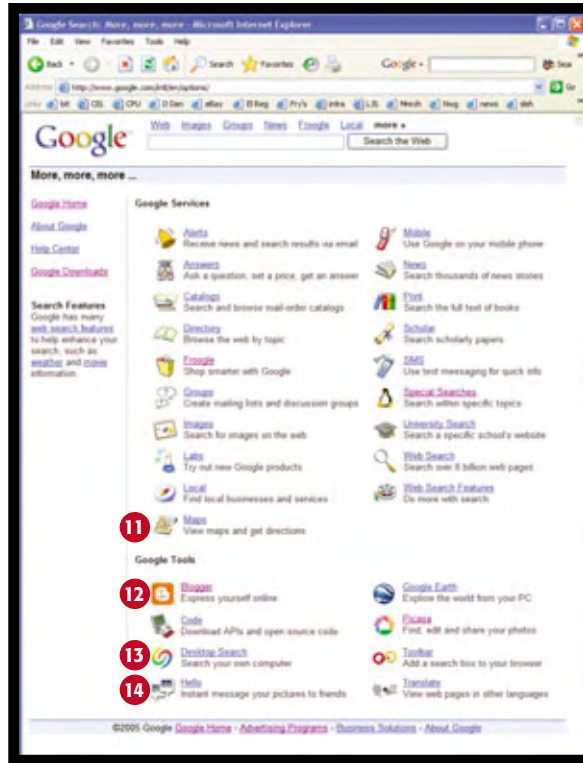 Google Search: More, more, more - Microsoft Internet Explorer
File Edit View Favorites Tools Help
Back Search Favorites Google
http://www.google.com/intl/en/options/ Go
Web Images Groups News Froogle Local more »
Google Search the Web
More, more, more ...
Google Home
About Google
Help Center
Google Downloads
Search Features
Google has many
web search features
to help enhance your
search, such as
weather and movie
information.
Google Services
Alerts
Receive news and search results via email
Answers
Ask a question, set a price, get an answer
Catalogs
Search and browse mail-order catalogs
Directory
Browse the web by topic
Froogle
Shop smarter with Google
Groups
Create mailing lists and discussion groups
Images
Search for images on the web
Labs
Try out new Google products
Local
Find local businesses and services
11 Maps
View maps and get directions
Mobile
Use Google on your mobile phone
News
Search thousands of news stories
Print
Search the full text of books
Scholar
Search scholarly papers
SMS
Use text messaging for quick info
Special Searches
Search within specific topics
University Search
Search a specific school's website
Web Search
Search over 8 billion web pages
Web Search Features
Do more with search
Google Tools
12 Blogger
Express yourself online
Code
Download APIs and open source code
13 Desktop Search
Search your own computer
14 Hello
Instant message your pictures to friends
Google Earth
Explore the world from your PC
Picasa
Find, edit and share your photos
Toolbar
Add a search box to your browser
Translate
View web pages in other languages
©2005 Google Google Home - Advertising Programs - Business Solutions - About Google